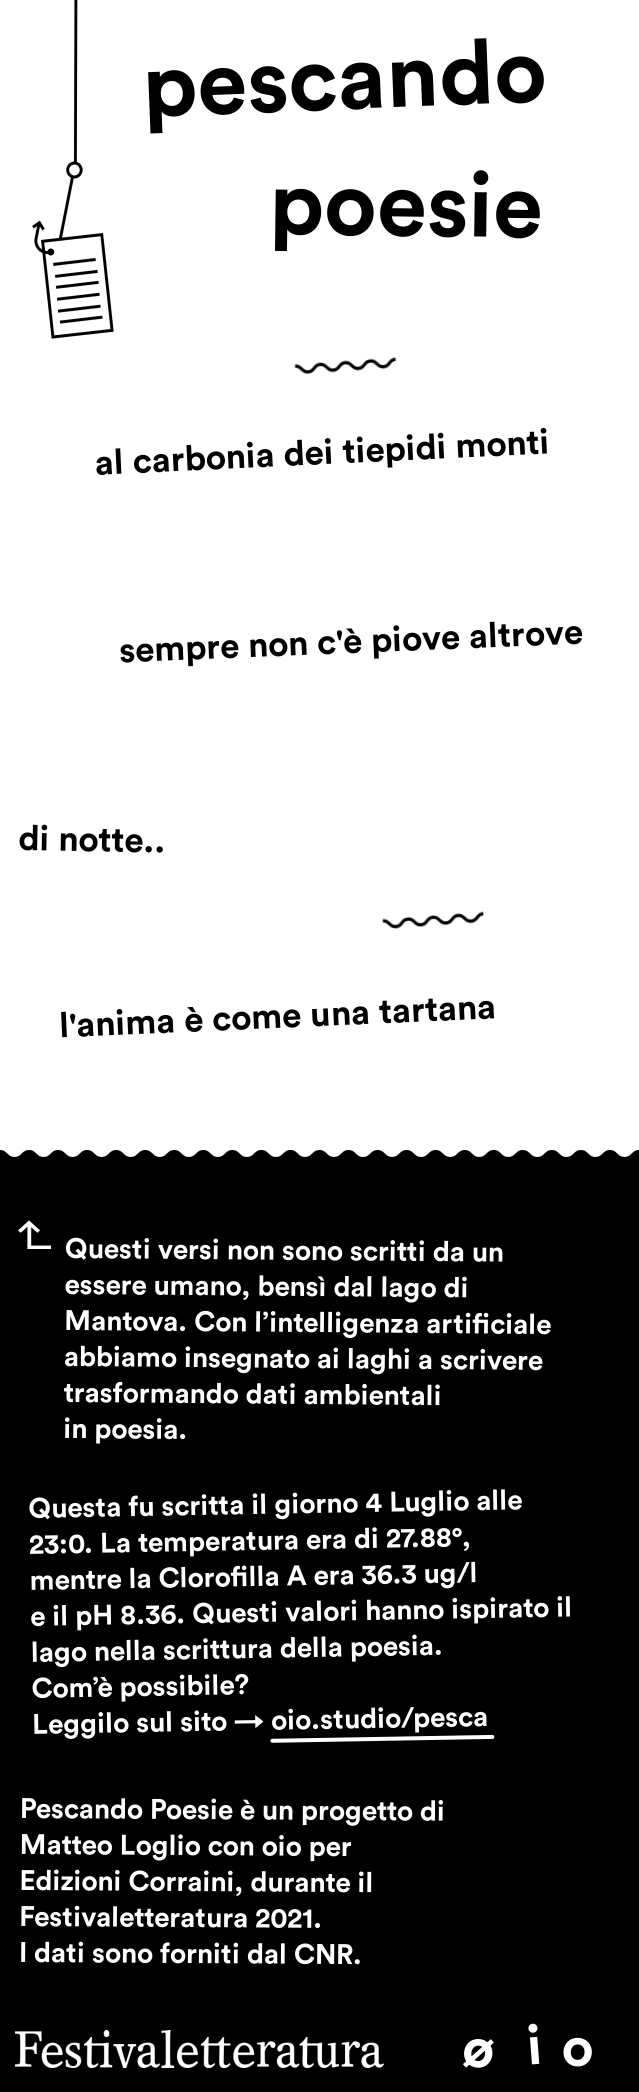 pescando
poesie
al carbonia dei tiepidi monti
sempre non c'è piove altrove
di notte..
l'anima è come una tartana
Questi versi non sono scritti da un
essere umano, bensì dal lago di
Mantova. Con l’intelligenza artificiale
abbiamo insegnato ai laghi a scrivere
trasformando dati ambientali
in poesia.
Questa fu scritta il giorno 4 Luglio alle
23:0. La temperatura era di 27.88°,
mentre la Clorofilla A era 36.3 ug/l
e il pH 8.36. Questi valori hanno ispirato il
lago nella scrittura della poesia.
Com’è possibile?
Leggilo sul sito → oio.studio/pesca
Pescando Poesie è un progetto di
Matteo Loglio con oio per
Edizioni Corraini, durante il
Festivaletteratura 2021.
I dati sono forniti dal CNR.
Festivaletteratura ø i o